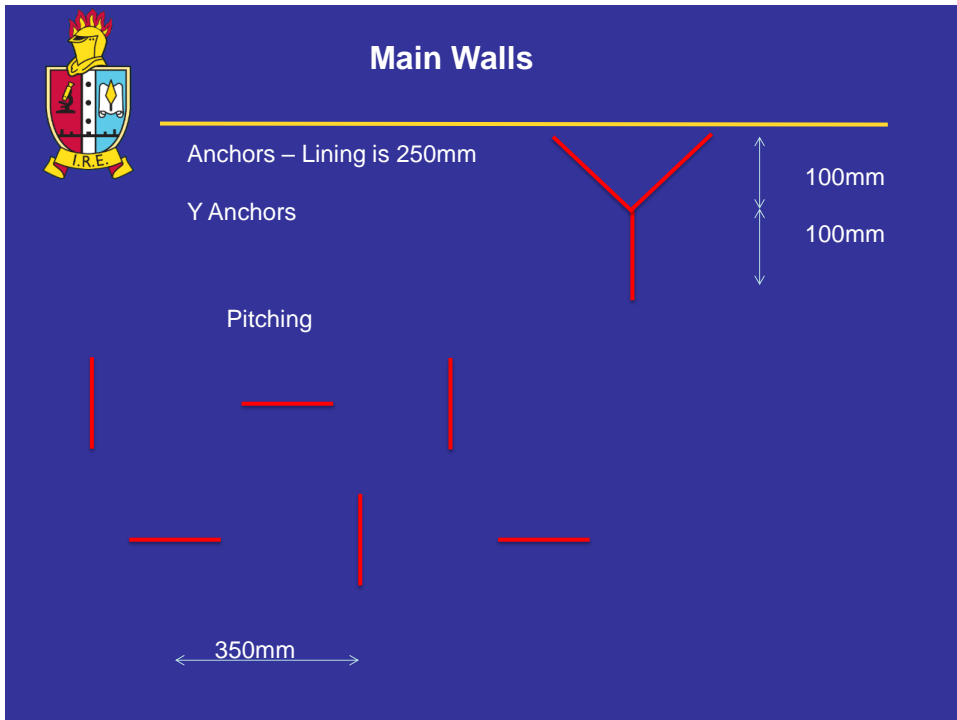 Main Walls
I.R.E.
Anchors – Lining is 250mm
100mm
Y Anchors
100mm
Pitching
350mm